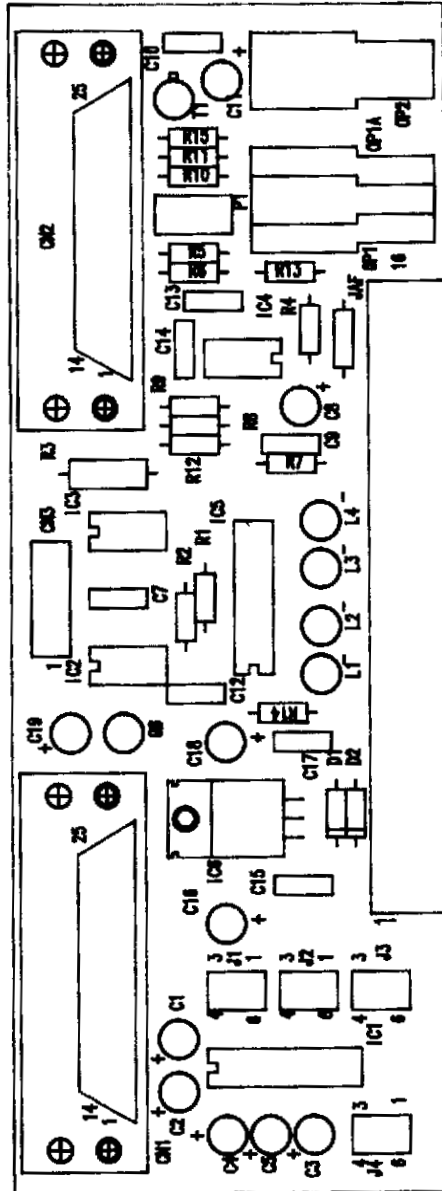 C10
+
C11
T1
25
CN2
14
1
R15
R11
R10
P1
OP1A
OP2
OP1
16
R13
C13
IC4
R4
JAF
C14
R9
R8
C8
+
C9
R7
R12
R3
IC3
CN3
1
IC2
C7
IC5
R2
R1
L4
L3
L2
L1
C12
R14
C19
+
C18
+
C17
D1
D2
IC6
C15
C16
+
25
14
1
CN1
C1
+
C2
+
3
J1
1
4
6
3
J2
1
4
6
3
J3
4
6
1
IC1
+
C4
+
C5
+
C3
3
1
4
J4
6